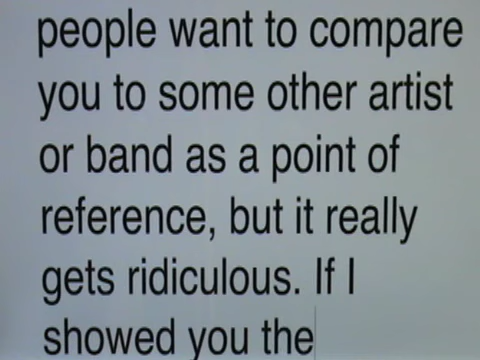 people want to compare
you to some other artist
or band as a point of
reference, but it really
gets ridiculous. If I
showed you the